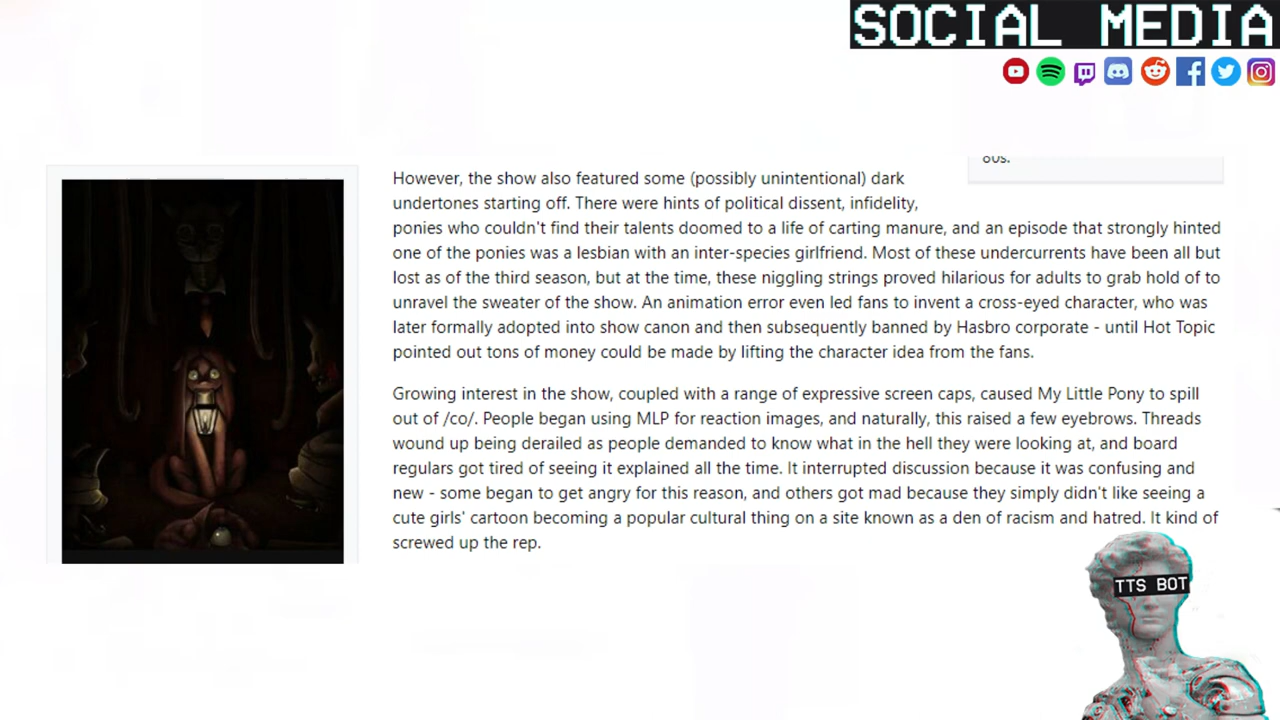 SOCIAL MEDIA
ous.
However, the show also featured some (possibly unintentional) dark
undertones starting off. There were hints of political dissent, infidelity,
ponies who couldn't find their talents doomed to a life of carting manure, and an episode that strongly hinted
one of the ponies was a lesbian with an inter-species girlfriend. Most of these undercurrents have been all but
lost as of the third season, but at the time, these niggling strings proved hilarious for adults to grab hold of to
unravel the sweater of the show. An animation error even led fans to invent a cross-eyed character, who was
later formally adopted into show canon and then subsequently banned by Hasbro corporate - until Hot Topic
pointed out tons of money could be made by lifting the character idea from the fans.
Growing interest in the show, coupled with a range of expressive screen caps, caused My Little Pony to spill
out of /co/. People began using MLP for reaction images, and naturally, this raised a few eyebrows. Threads
wound up being derailed as people demanded to know what in the hell they were looking at, and board
regulars got tired of seeing it explained all the time. It interrupted discussion because it was confusing and
new - some began to get angry for this reason, and others got mad because they simply didn't like seeing a
cute girls' cartoon becoming a popular cultural thing on a site known as a den of racism and hatred. It kind of
screwed up the rep.
TTS BOT